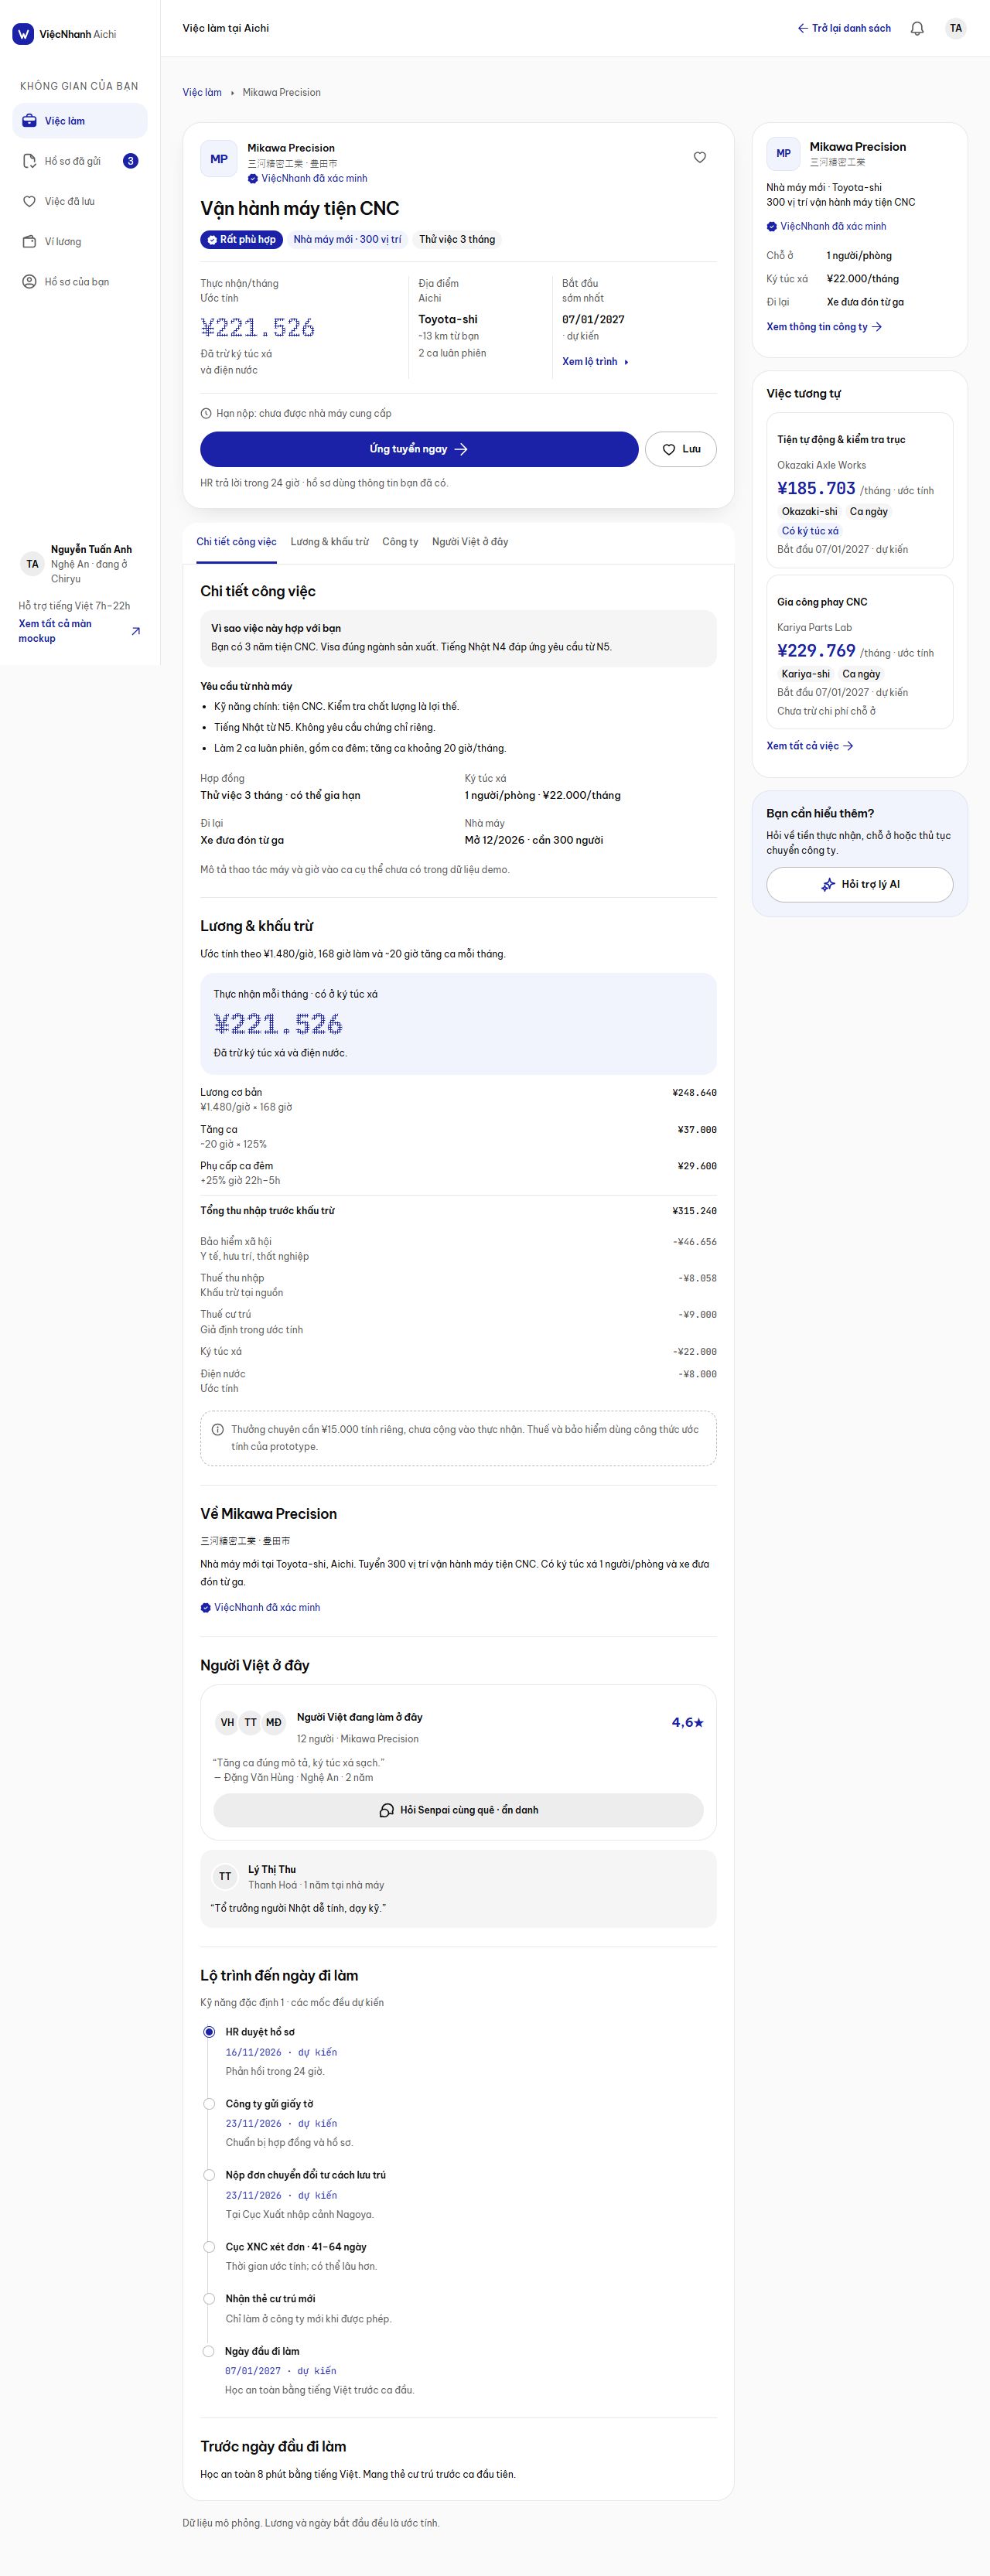 ViệcNhanh Aichi
KHÔNG GIAN CỦA BẠN
Việc làm
Hồ sơ đã gửi 3
Việc đã lưu
Ví lương
Hồ sơ của bạn
TA
Nguyễn Tuấn Anh
Nghệ An · đang ở
Chiryu
Hỗ trợ tiếng Việt 7h–22h
Xem tất cả màn
mockup
Việc làm tại Aichi
Trở lại danh sách
TA
Việc làm
Mikawa Precision
MP
Mikawa Precision
三河精密工業 · 豊田市
ViệcNhanh đã xác minh
Vận hành máy tiện CNC
Rất phù hợp
Nhà máy mới · 300 vị trí
Thử việc 3 tháng
Thực nhận/tháng
Ước tính
¥221.526
Đã trừ ký túc xá
và điện nước
Địa điểm
Aichi
Toyota-shi
~13 km từ bạn
2 ca luân phiên
Bắt đầu
sớm nhất
07/01/2027
· dự kiến
Xem lộ trình
Hạn nộp: chưa được nhà máy cung cấp
Ứng tuyển ngay
Lưu
HR trả lời trong 24 giờ · hồ sơ dùng thông tin bạn đã có.
Chi tiết công việc
Lương & khấu trừ
Công ty
Người Việt ở đây
Chi tiết công việc
Vì sao việc này hợp với bạn
Bạn có 3 năm tiện CNC. Visa đúng ngành sản xuất. Tiếng Nhật N4 đáp ứng yêu cầu từ N5.
Yêu cầu từ nhà máy
• Kỹ năng chính: tiện CNC. Kiểm tra chất lượng là lợi thế.
• Tiếng Nhật từ N5. Không yêu cầu chứng chỉ riêng.
• Làm 2 ca luân phiên, gồm ca đêm; tăng ca khoảng 20 giờ/tháng.
Hợp đồng
Thử việc 3 tháng · có thể gia hạn
Ký túc xá
1 người/phòng · ¥22.000/tháng
Đi lại
Xe đưa đón từ ga
Nhà máy
Mở 12/2026 · cần 300 người
Mô tả thao tác máy và giờ vào ca cụ thể chưa có trong dữ liệu demo.
Lương & khấu trừ
Ước tính theo ¥1.480/giờ, 168 giờ làm và ~20 giờ tăng ca mỗi tháng.
Thực nhận mỗi tháng · có ở ký túc xá
¥221.526
Đã trừ ký túc xá và điện nước.
Lương cơ bản ¥248.640
¥1.480/giờ × 168 giờ
Tăng ca ¥37.000
~20 giờ × 125%
Phụ cấp ca đêm ¥29.600
+25% giờ 22h–5h
Tổng thu nhập trước khấu trừ ¥315.240
Bảo hiểm xã hội -¥46.656
Y tế, hưu trí, thất nghiệp
Thuế thu nhập -¥8.058
Khấu trừ tại nguồn
Thuế cư trú -¥9.000
Giả định trong ước tính
Ký túc xá -¥22.000
Điện nước -¥8.000
Ước tính
Thưởng chuyên cần ¥15.000 tính riêng, chưa cộng vào thực nhận. Thuế và bảo hiểm dùng công thức ước
tính của prototype.
Về Mikawa Precision
三河精密工業 · 豊田市
Nhà máy mới tại Toyota-shi, Aichi. Tuyển 300 vị trí vận hành máy tiện CNC. Có ký túc xá 1 người/phòng và xe đưa
đón từ ga.
ViệcNhanh đã xác minh
Người Việt ở đây
VH TT MĐ
Người Việt đang làm ở đây
12 người · Mikawa Precision
4,6★
“Tăng ca đúng mô tả, ký túc xá sạch.”
— Đặng Văn Hùng · Nghệ An · 2 năm
Hỏi Senpai cùng quê · ẩn danh
TT
Lý Thị Thu
Thanh Hoá · 1 năm tại nhà máy
“Tổ trưởng người Nhật dễ tính, dạy kỹ.”
Lộ trình đến ngày đi làm
Kỹ năng đặc định 1 · các mốc đều dự kiến
HR duyệt hồ sơ
16/11/2026 · dự kiến
Phản hồi trong 24 giờ.
Công ty gửi giấy tờ
23/11/2026 · dự kiến
Chuẩn bị hợp đồng và hồ sơ.
Nộp đơn chuyển đổi tư cách lưu trú
23/11/2026 · dự kiến
Tại Cục Xuất nhập cảnh Nagoya.
Cục XNC xét đơn · 41–64 ngày
Thời gian ước tính; có thể lâu hơn.
Nhận thẻ cư trú mới
Chỉ làm ở công ty mới khi được phép.
Ngày đầu đi làm
07/01/2027 · dự kiến
Học an toàn bằng tiếng Việt trước ca đầu.
Trước ngày đầu đi làm
Học an toàn 8 phút bằng tiếng Việt. Mang thẻ cư trú trước ca đầu tiên.
Dữ liệu mô phỏng. Lương và ngày bắt đầu đều là ước tính.
MP
Mikawa Precision
三河精密工業
Nhà máy mới · Toyota-shi
300 vị trí vận hành máy tiện CNC
ViệcNhanh đã xác minh
Chỗ ở 1 người/phòng
Ký túc xá ¥22.000/tháng
Đi lại Xe đưa đón từ ga
Xem thông tin công ty
Việc tương tự
Tiện tự động & kiểm tra trục
Okazaki Axle Works
¥185.703 /tháng · ước tính
Okazaki-shi
Ca ngày
Có ký túc xá
Bắt đầu 07/01/2027 · dự kiến
Gia công phay CNC
Kariya Parts Lab
¥229.769 /tháng · ước tính
Kariya-shi
Ca ngày
Bắt đầu 07/01/2027 · dự kiến
Chưa trừ chi phí chỗ ở
Xem tất cả việc
Bạn cần hiểu thêm?
Hỏi về tiền thực nhận, chỗ ở hoặc thủ tục
chuyển công ty.
Hỏi trợ lý AI